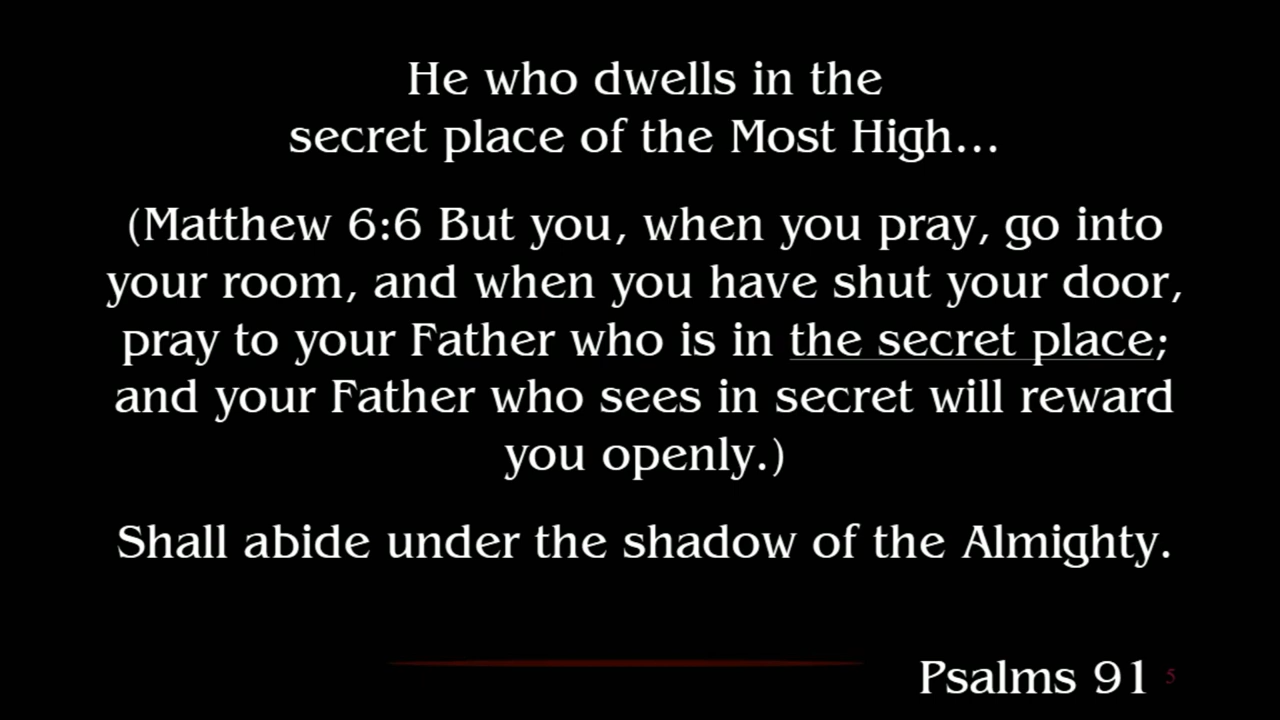 He who dwells in the
secret place of the Most High...
(Matthew 6:6 But you, when you pray, go into
your room, and when you have shut your door,
pray to your Father who is in the secret place;
and your Father who sees in secret will reward
you openly.)
Shall abide under the shadow of the Almighty.
Psalms 91 5